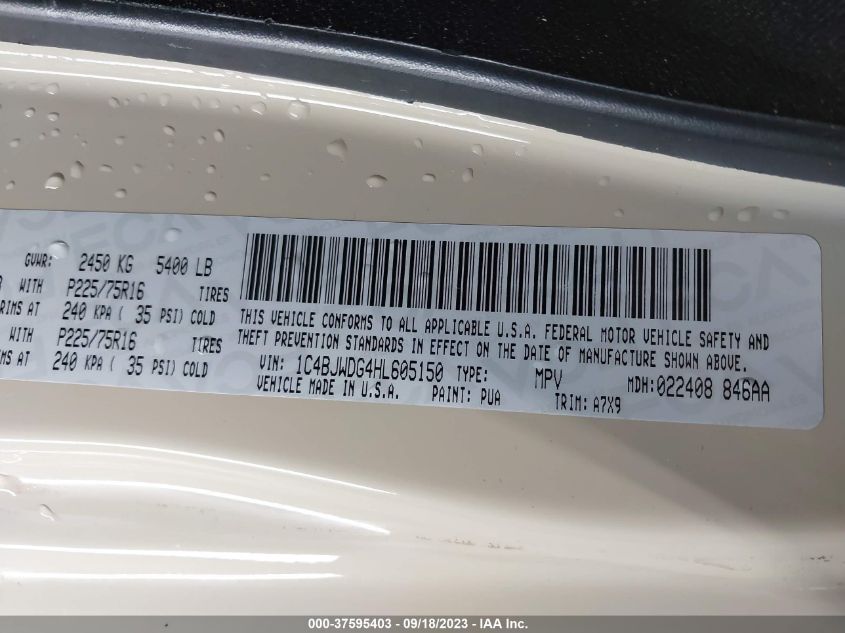 GVWR: 2450 KG 5400 LB
WITH P225/75R16 TIRES
RIMS AT 240 KPA ( 35 PSI) COLD
WITH P225/75R16 TIRES
RIMS AT 240 KPA ( 35 PSI) COLD
THIS VEHICLE CONFORMS TO ALL APPLICABLE U.S.A. FEDERAL MOTOR VEHICLE SAFETY AND
THEFT PREVENTION STANDARDS IN EFFECT ON THE DATE OF MANUFACTURE SHOWN ABOVE.
VIN: 1C4BJWDG4HL605150 TYPE: MPV MDH:022408 846AA
VEHICLE MADE IN U.S.A. PAINT: PUA TRIM: A7X9
000-37595403 - 09/18/2023 - IAAI.COM